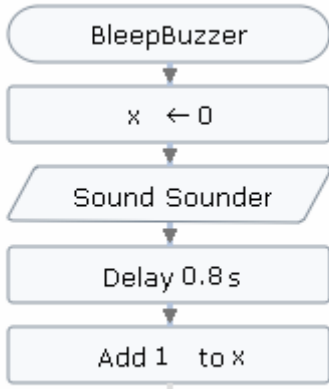 BleepBuzzer
x ← 0
Sound Sounder
Delay 0.8 s
Add 1 to x